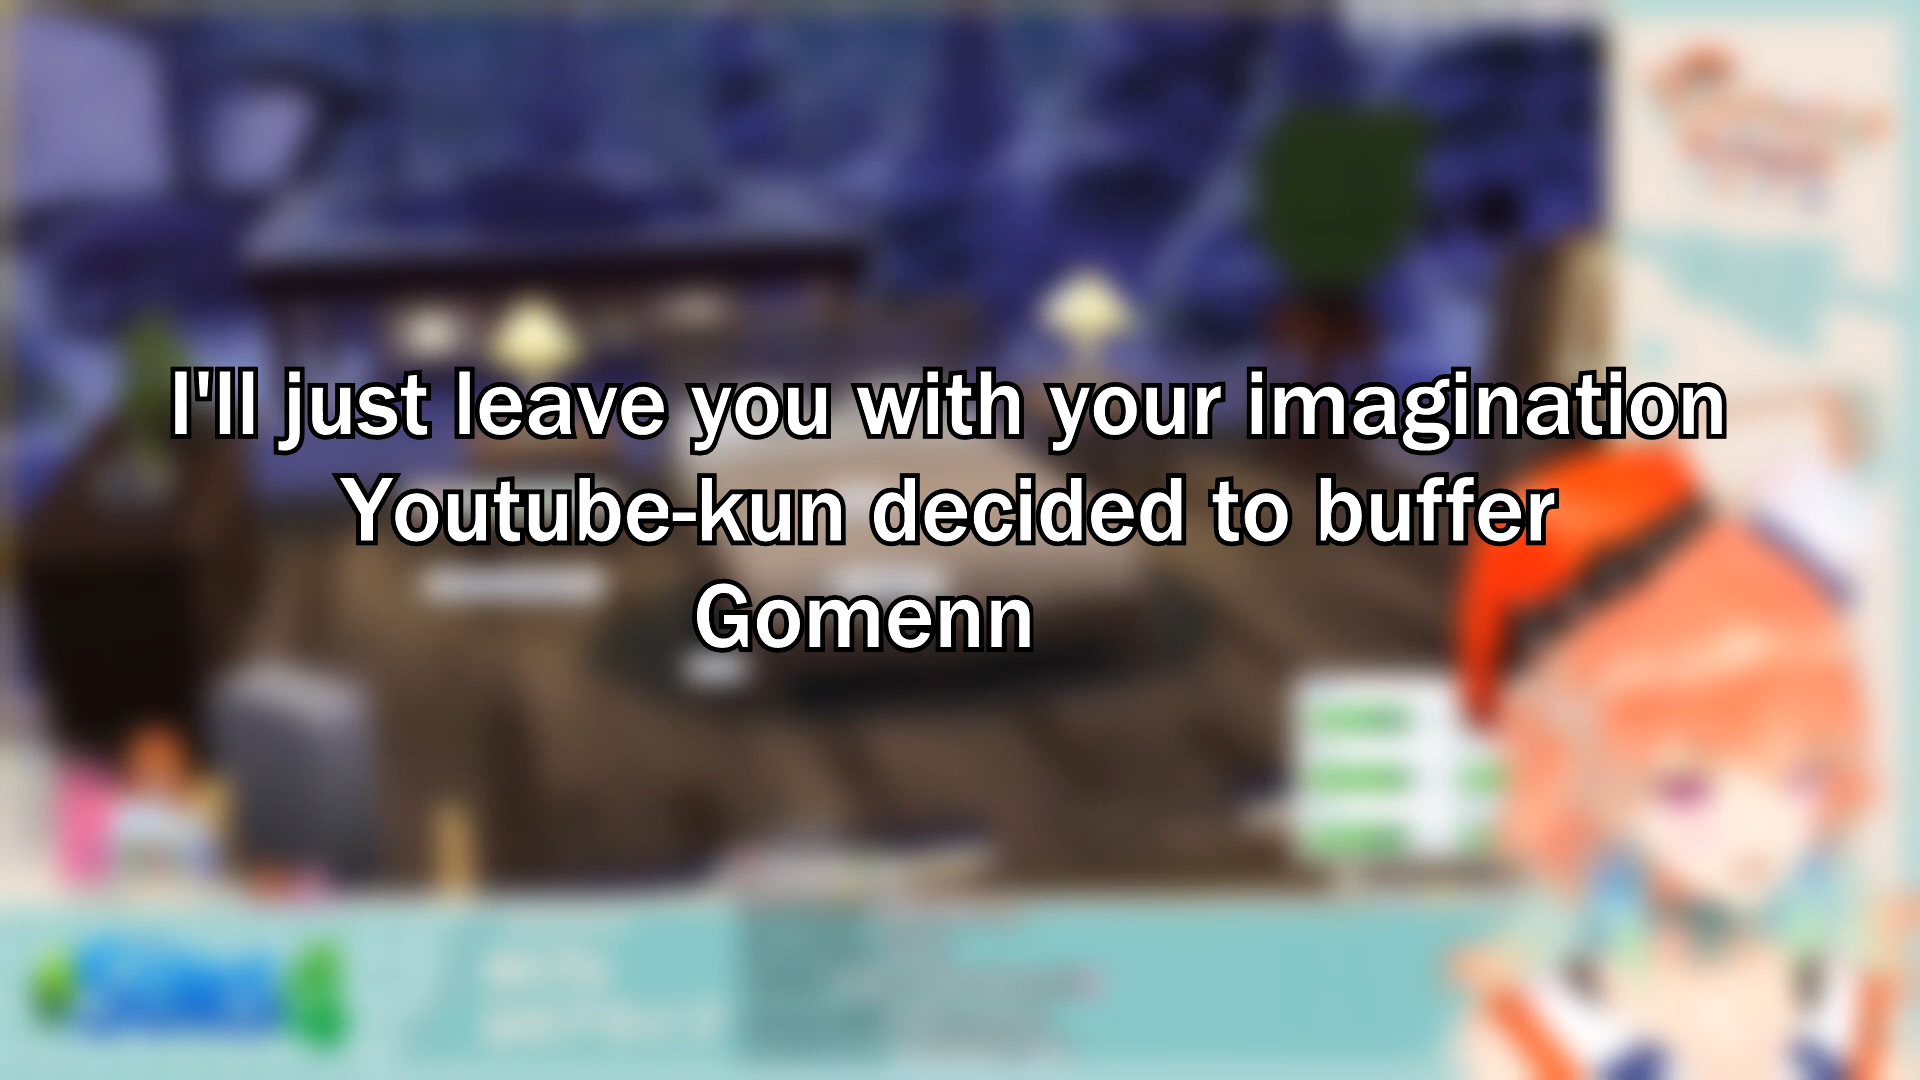 I'll just leave you with your imagination
Youtube-kun decided to buffer
Gomenn